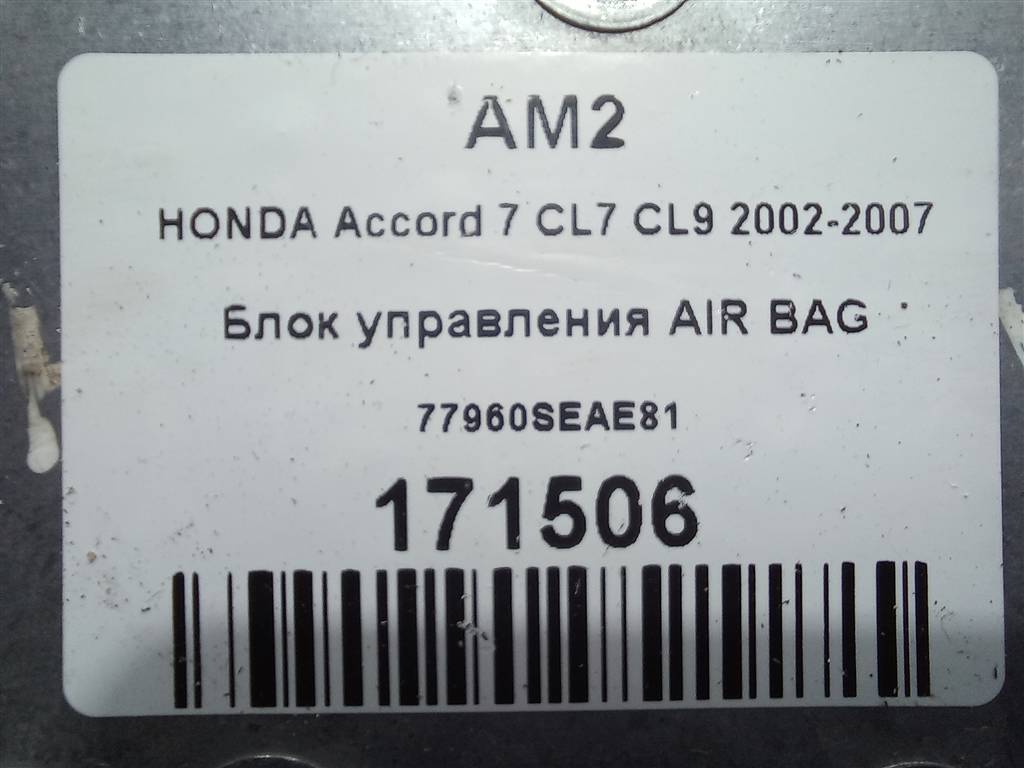 AM2
HONDA Accord 7 CL7 CL9 2002-2007
Блок управления AIR BAG
77960SEAE81
171506